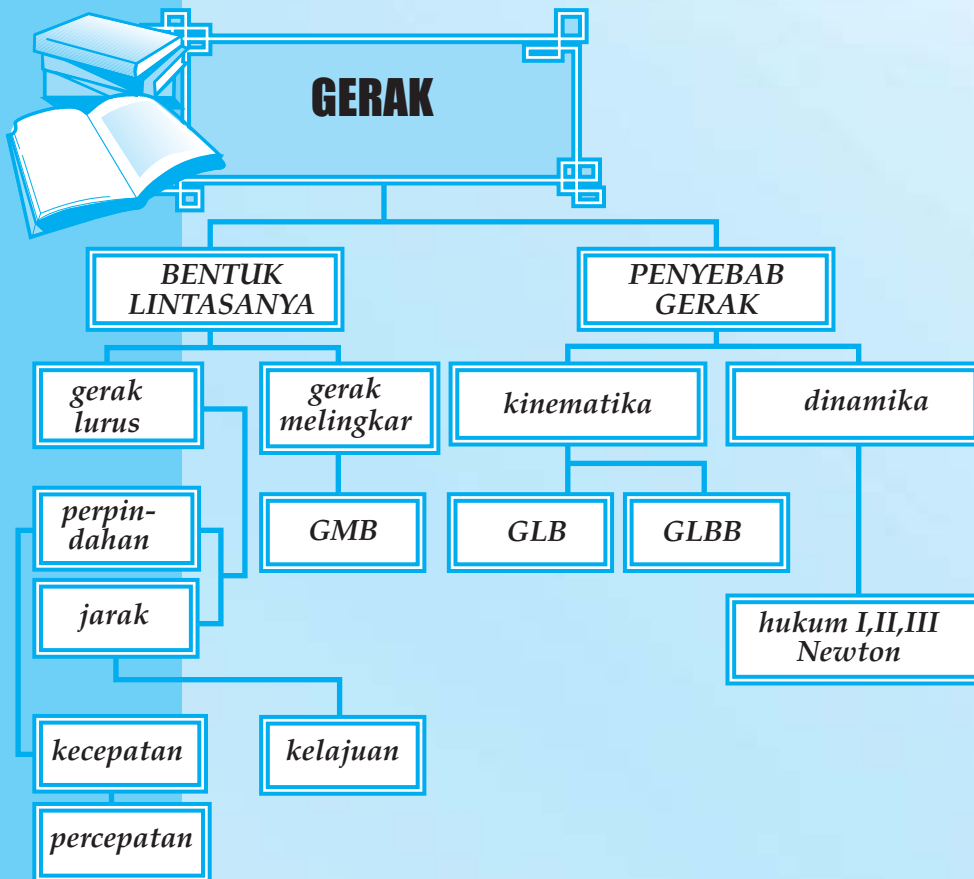 GERAK
BENTUK
LINTASANYA
PENYEBAB
GERAK
gerak
lurus
gerak
melingkar
kinematika
dinamika
perpin-
dahan
GMB
GLB
GLBB
jarak
hukum I,II,III
Newton
kecepatan
kelajuan
percepatan